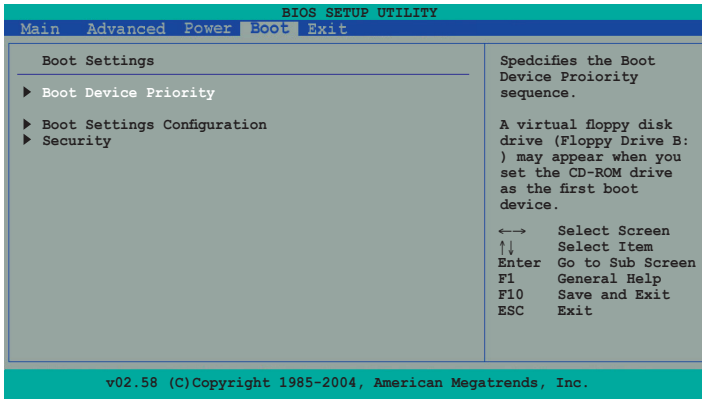 BIOS SETUP UTILITY
Main Advanced Power Boot Exit
Boot Settings
Boot Device Priority
Boot Settings Configuration
Security
Spedcifies the Boot
Device Proiority
sequence.
A virtual floppy disk
drive (Floppy Drive B:
) may appear when you
set the CD-ROM drive
as the first boot
device.
←→ Select Screen
↑↓ Select Item
Enter Go to Sub Screen
F1 General Help
F10 Save and Exit
ESC Exit
v02.58 (C)Copyright 1985-2004, American Megatrends, Inc.